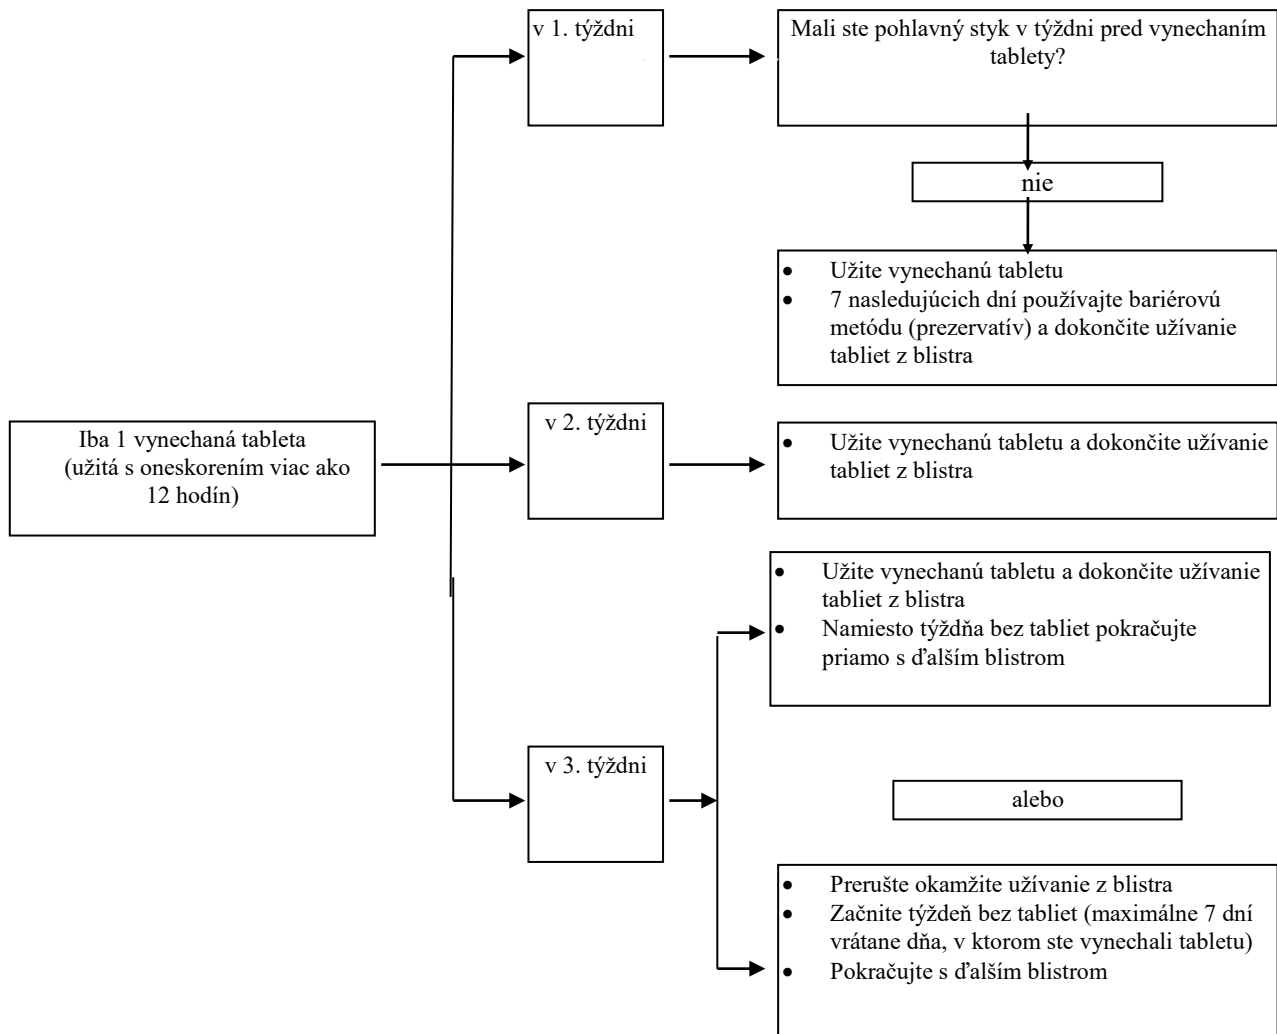 v 1. týždni
Mali ste pohlavný styk v týždni pred vynechaním
tablety?
nie
• Užite vynechanú tabletu
• 7 nasledujúcich dní používajte bariérovú
metódu (prezervatív) a dokončite užívanie
tabliet z blistra
Iba 1 vynechaná tableta
(užitá s oneskorením viac ako
12 hodín)
v 2. týždni
• Užite vynechanú tabletu a dokončite užívanie
tabliet z blistra
• Užite vynechanú tabletu a dokončite užívanie
tabliet z blistra
• Namiesto týždňa bez tabliet pokračujte
priamo s ďalším blistrom
v 3. týždni
alebo
• Prerušte okamžite užívanie z blistra
• Začnite týždeň bez tabliet (maximálne 7 dní
vrátane dňa, v ktorom ste vynechali tabletu)
• Pokračujte s ďalším blistrom